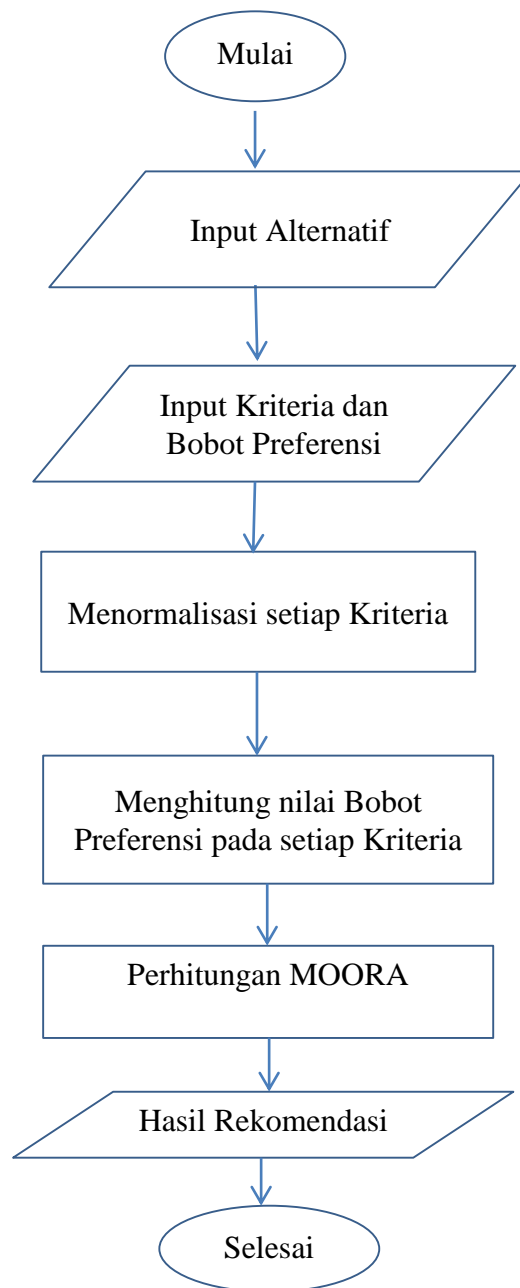 Mulai
Input Alternatif
Input Kriteria dan
Bobot Preferensi
Menormalisasi setiap Kriteria
Menghitung nilai Bobot
Preferensi pada setiap Kriteria
Perhitungan MOORA
Hasil Rekomendasi
Selesai